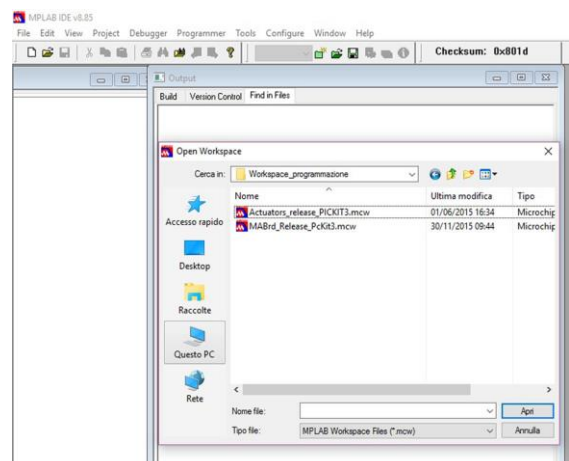 MPLAB IDE v8.85
File Edit View Project Debugger Programmer Tools Configure Window Help
Checksum: 0x801d
Output
Build Version Control Find in Files
Open Workspace
Cerca in: Workspace_programmazione
Nome Ultima modifica Tipo
Actuators_release_PICKIT3.mcw 01/06/2015 16:34 Microchip
MABrd_Release_PcKit3.mcw 30/11/2015 09:44 Microchip
Accesso rapido
Desktop
Raccolte
Questo PC
Rete
Nome file: Apri
Tipo file: MPLAB Workspace Files (*.mcw) Annulla